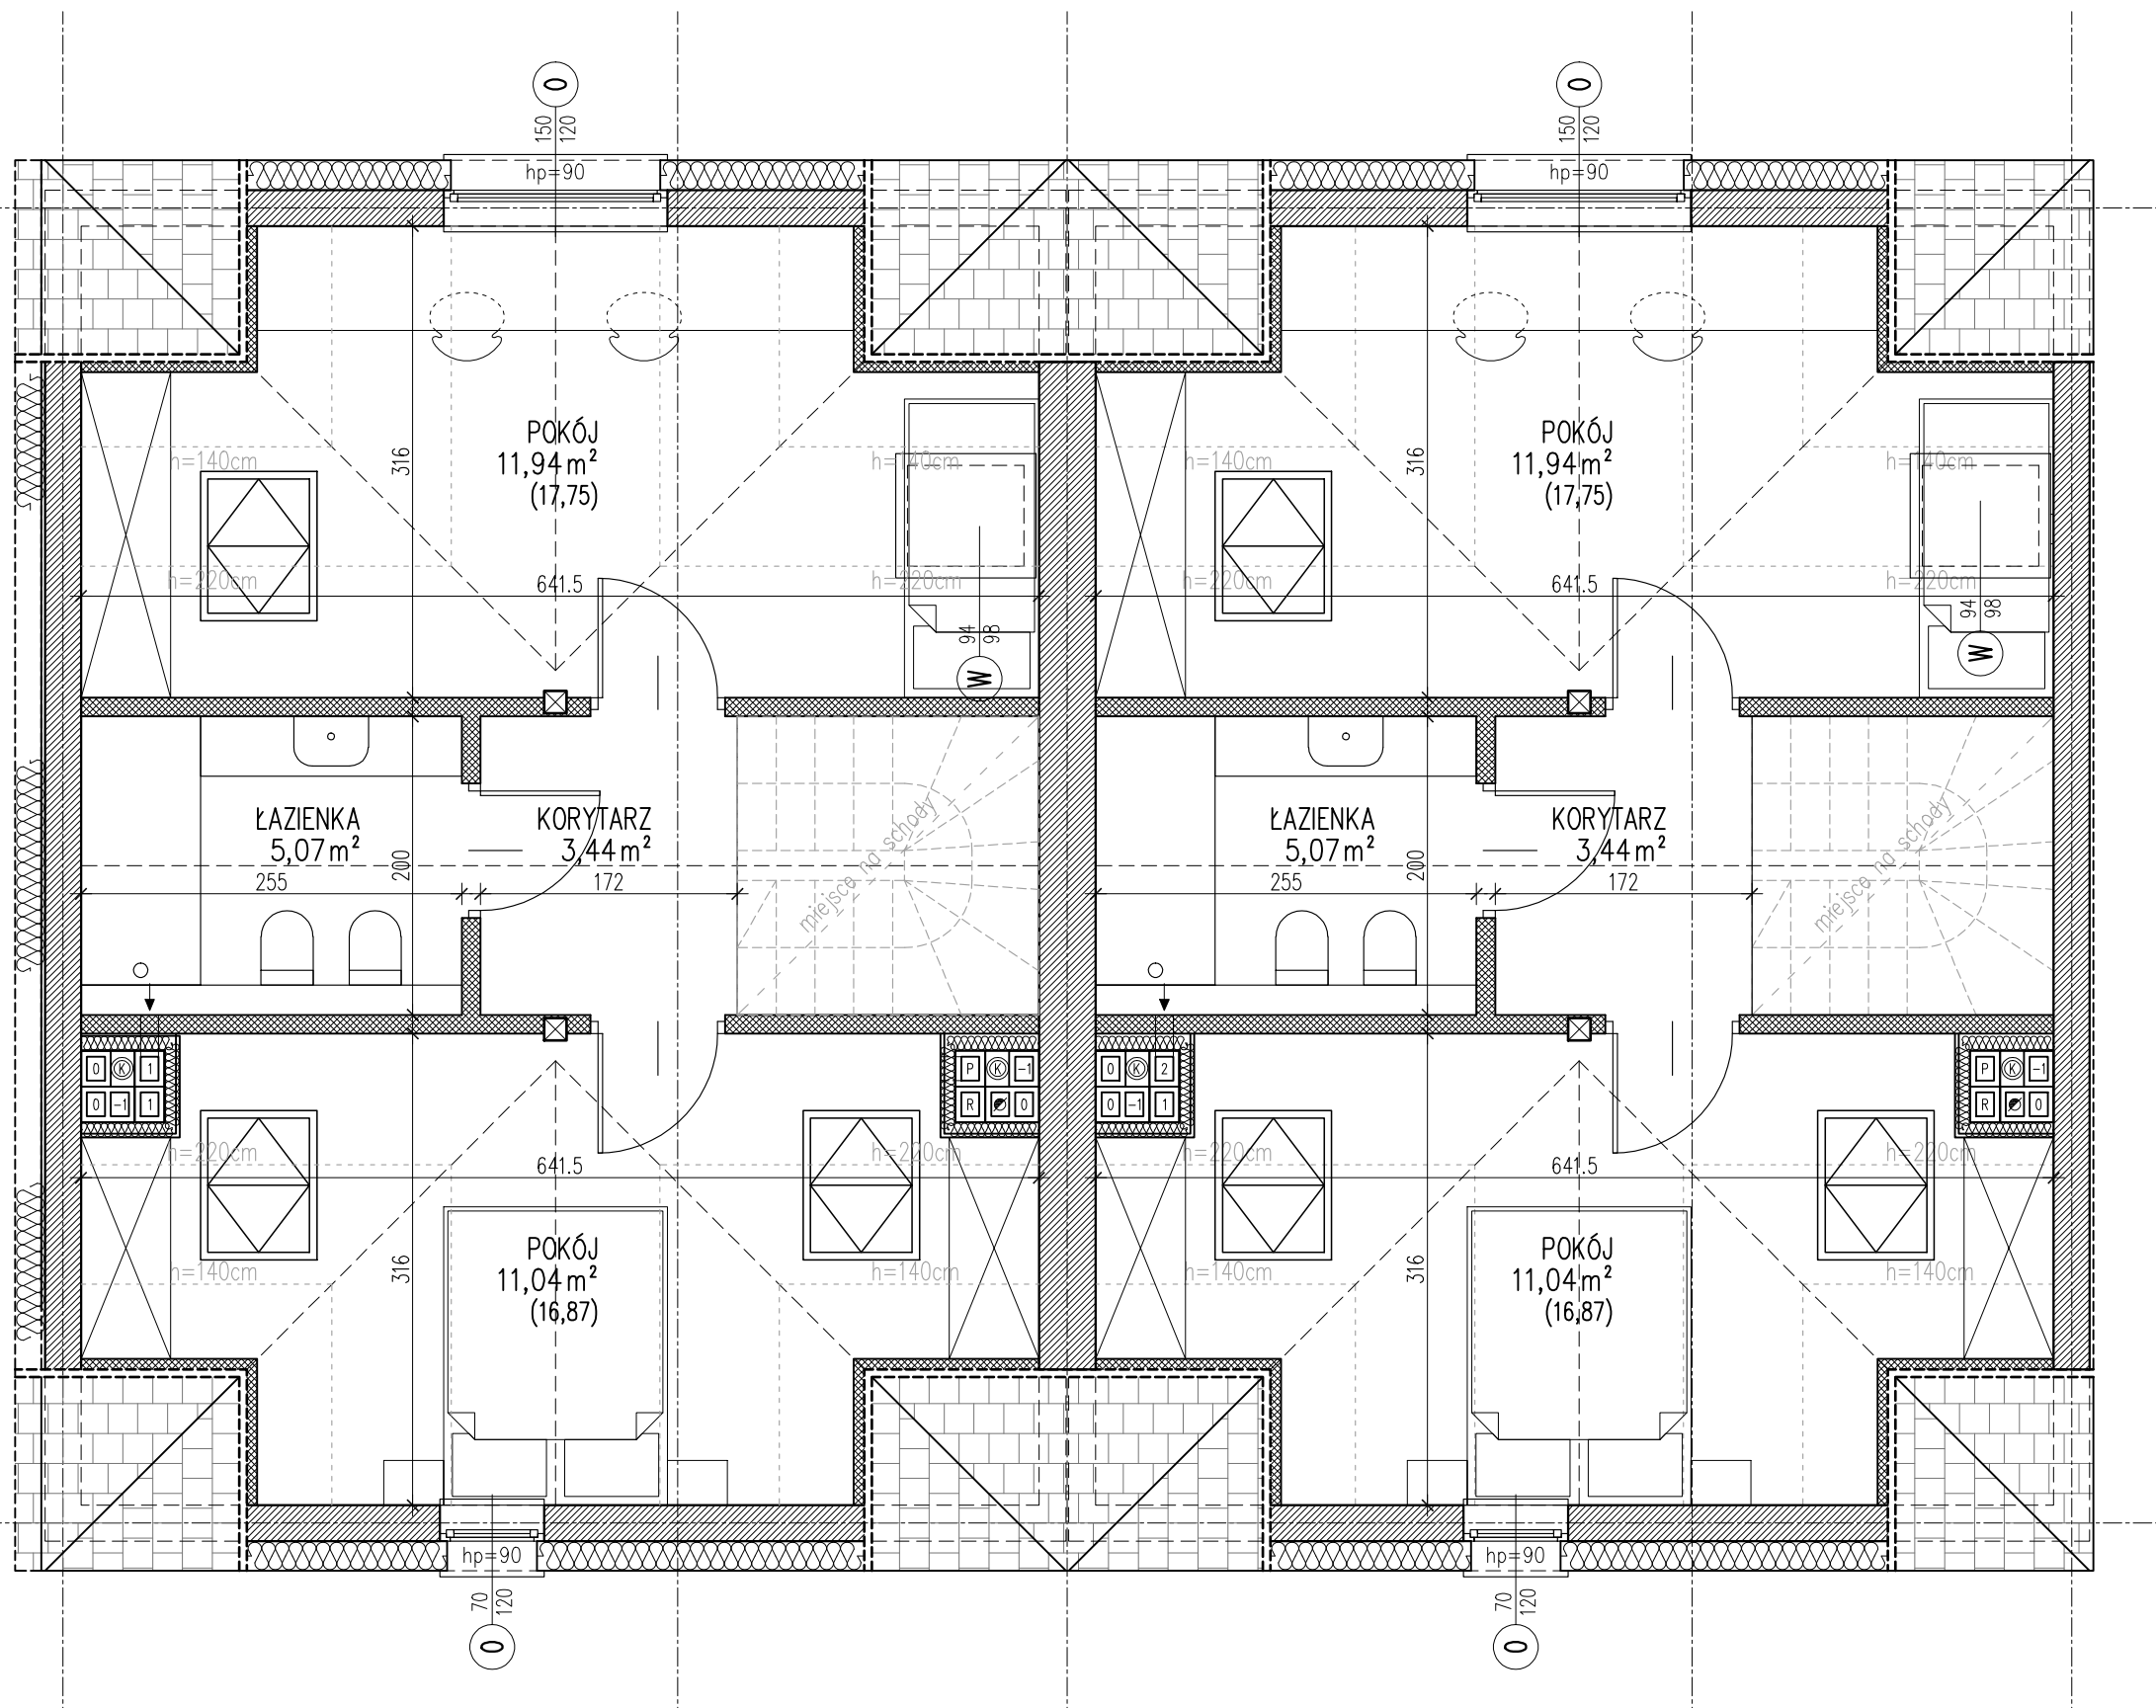 O
150
120
hp=90
O
150
120
hp=90
POKÓJ
11,94 m²
(17,75)
316
h=140cm
h=140cm
h=220cm
h=220cm
641.5
94
98
W
POKÓJ
11,94 m²
(17,75)
316
h=140cm
h=140cm
h=220cm
h=220cm
641.5
94
98
W
ŁAZIENKA
5,07 m²
255
200
KORYTARZ
3,44 m²
172
miejsce na schody
ŁAZIENKA
5,07 m²
255
200
KORYTARZ
3,44 m²
172
miejsce na schody
0 K 1
0 -1 1
P K -1
R 0
0 K 2
0 -1 1
P K -1
R 0
h=220cm
h=220cm
641.5
POKÓJ
11,04 m²
(16,87)
316
h=140cm
h=140cm
h=220cm
h=220cm
641.5
POKÓJ
11,04 m²
(16,87)
316
h=140cm
h=140cm
hp=90
70
120
O
hp=90
70
120
O